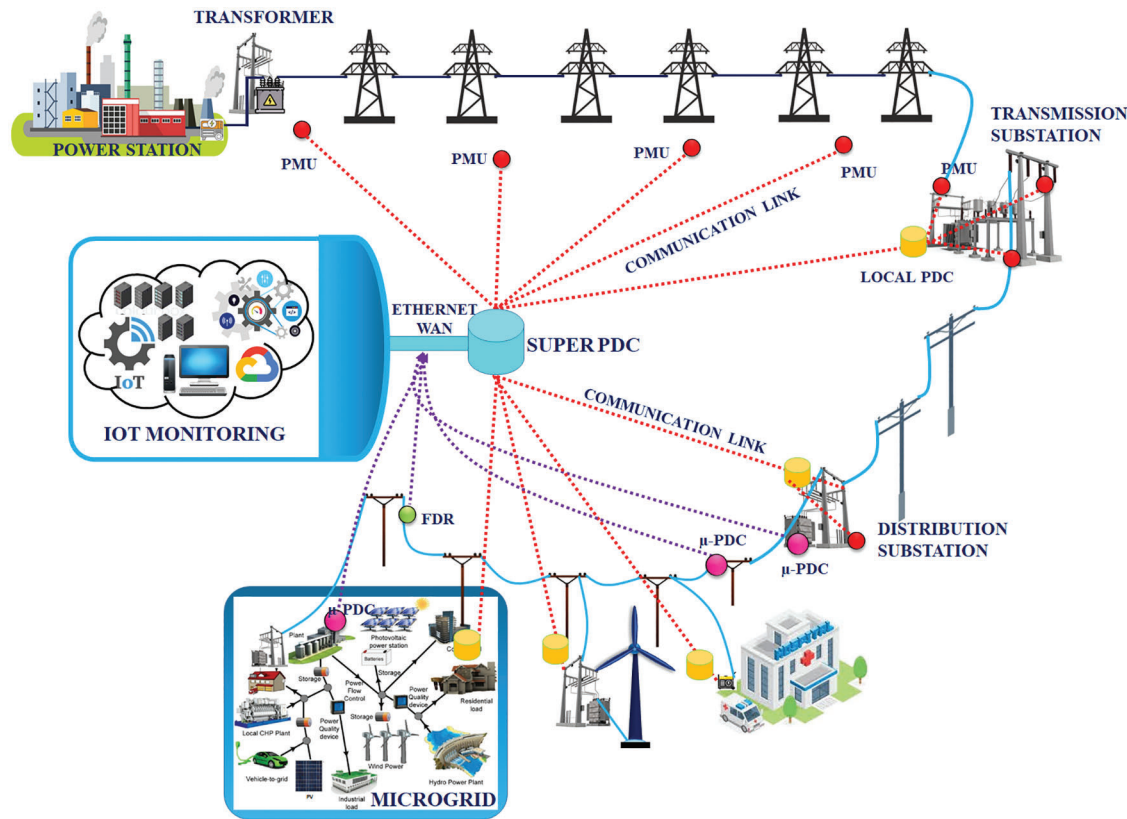 TRANSFORMER
POWER STATION
PMU
PMU
PMU
PMU
TRANSMISSION
SUBSTATION
PMU
COMMUNICATION LINK
LOCAL PDC
ETHERNET
WAN
SUPER PDC
IoT
IOT MONITORING
COMMUNICATION LINK
FDR
DISTRIBUTION
SUBSTATION
μ-PDC
μ-PDC
μ-PDC
Plant
Photovoltaic
power station
Storage
Batteries
Storage
Power
Flow
Control
Power
Quality
device
Residential
load
Power
Quality
device
Storage
Local CHP Plant
Wind Power
Hydro Power Plant
Vehicle-to-grid
PV
Industrial
load
MICROGRID